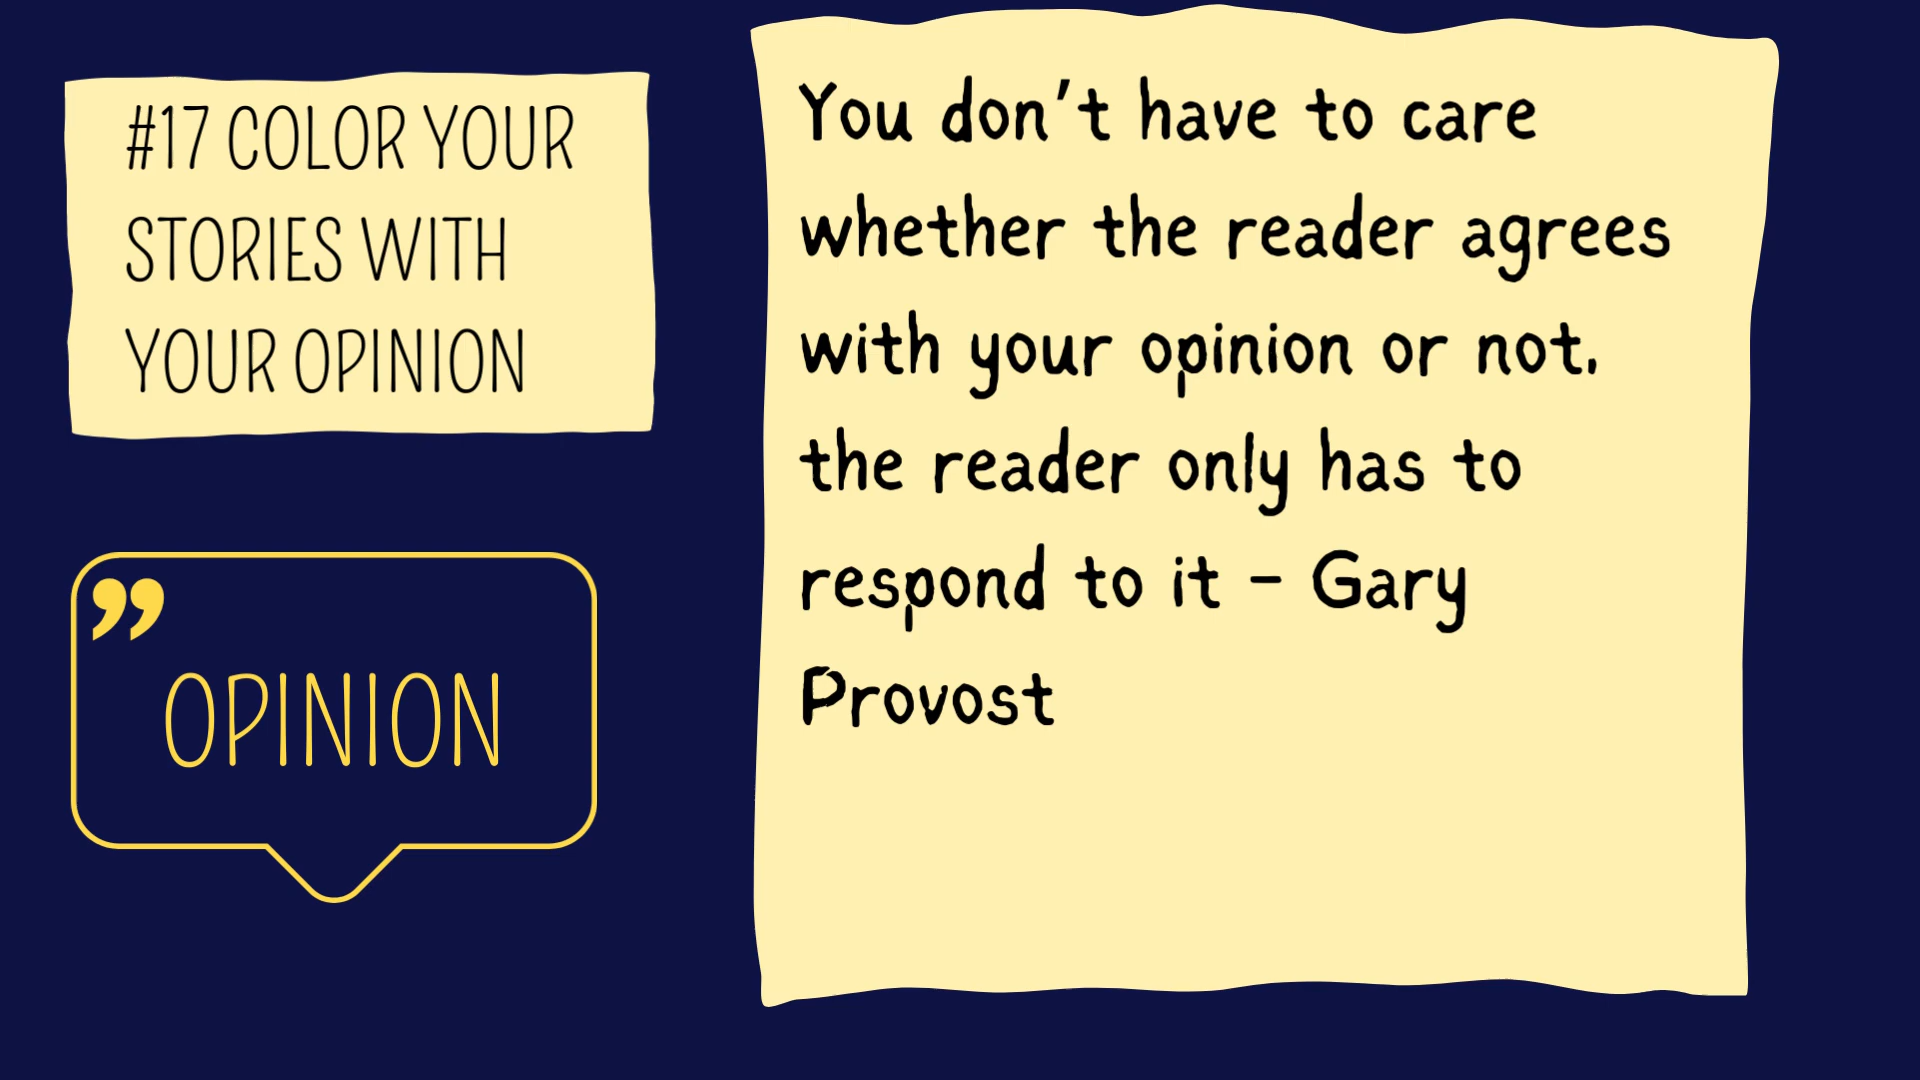 #17 COLOR YOUR
STORIES WITH
YOUR OPINION
OPINION
You don't have to care
whether the reader agrees
with your opinion or not.
the reader only has to
respond to it - Gary
Provost